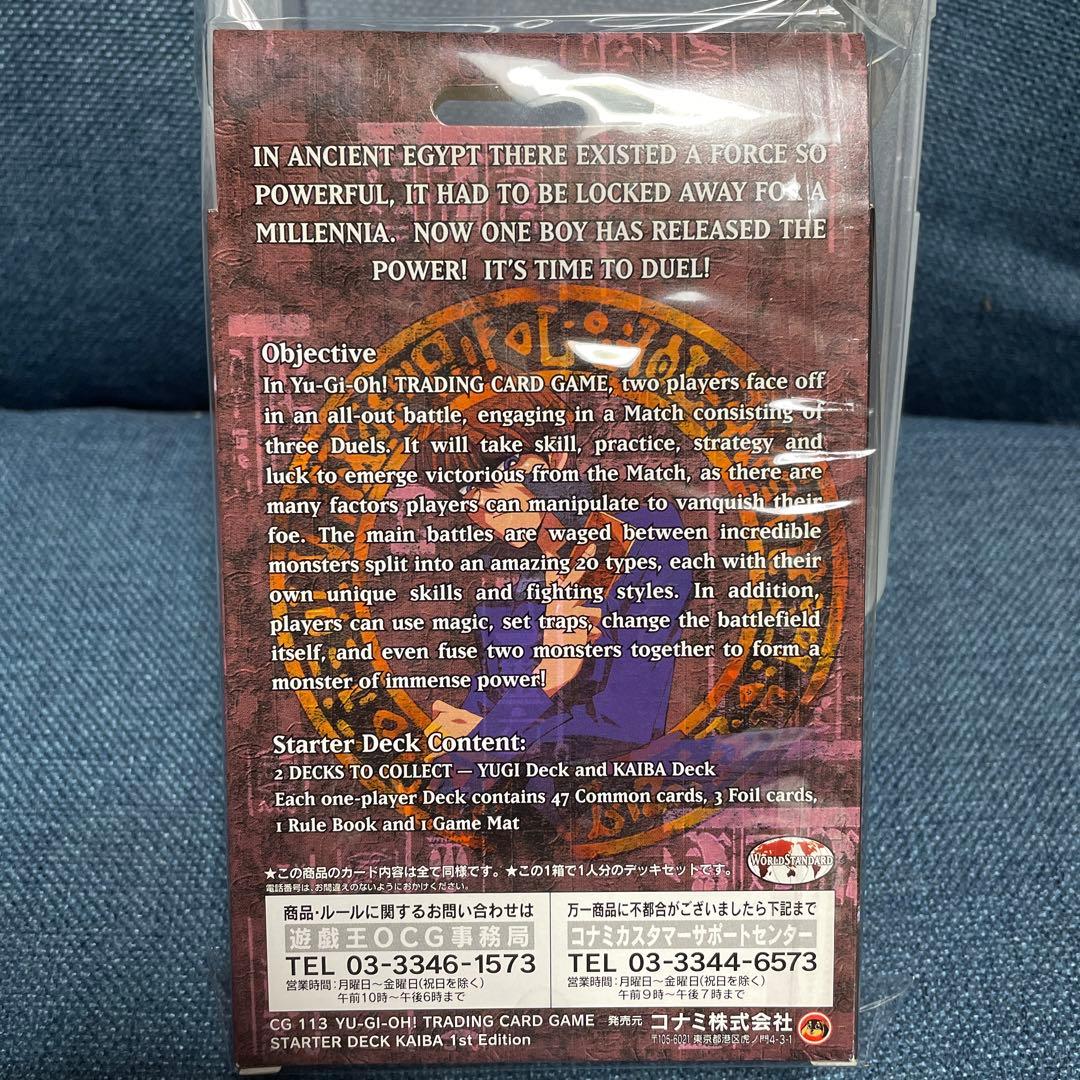 IN ANCIENT EGYPT THERE EXISTED A FORCE SO
POWERFUL, IT HAD TO BE LOCKED AWAY FOR A
MILLENNIA. NOW ONE BOY HAS RELEASED THE
POWER! IT'S TIME TO DUEL!
Objective
In Yu-Gi-Oh! TRADING CARD GAME, two players face off
in an all-out battle, engaging in a Match consisting of
three Duels. It will take skill, practice, strategy and
luck to emerge victorious from the Match, as there are
many factors players can manipulate to vanquish their
foe. The main battles are waged between incredible
monsters split into an amazing 20 types, each with their
own unique skills and fighting styles. In addition,
players can use magic, set traps, change the battlefield
itself, and even fuse two monsters together to form a
monster of immense power!
Starter Deck Content:
2 DECKS TO COLLECT — YUGI Deck and KAIBA Deck
Each one-player Deck contains 47 Common cards, 3 Foil cards,
1 Rule Book and 1 Game Mat
WORLD STANDARD
★この商品のカード内容は全て同様です。★この1箱で1人分のデッキセットです。
電話番号は、お間違えのないようにおかけください。
商品・ルールに関するお問い合わせは
遊戯王OCG事務局
TEL 03-3346-1573
営業時間:月曜日〜金曜日(祝日を除く)
午前10時〜午後6時まで
万一商品に不都合がございましたら下記まで
コナミカスタマーサポートセンター
TEL 03-3344-6573
営業時間:月曜日〜金曜日(祝日を除く)
午前9時〜午後7時まで
CG 113 YU-GI-OH! TRADING CARD GAME
STARTER DECK KAIBA 1st Edition
発売元 コナミ株式会社
〒105-6021 東京都港区虎ノ門4-3-1